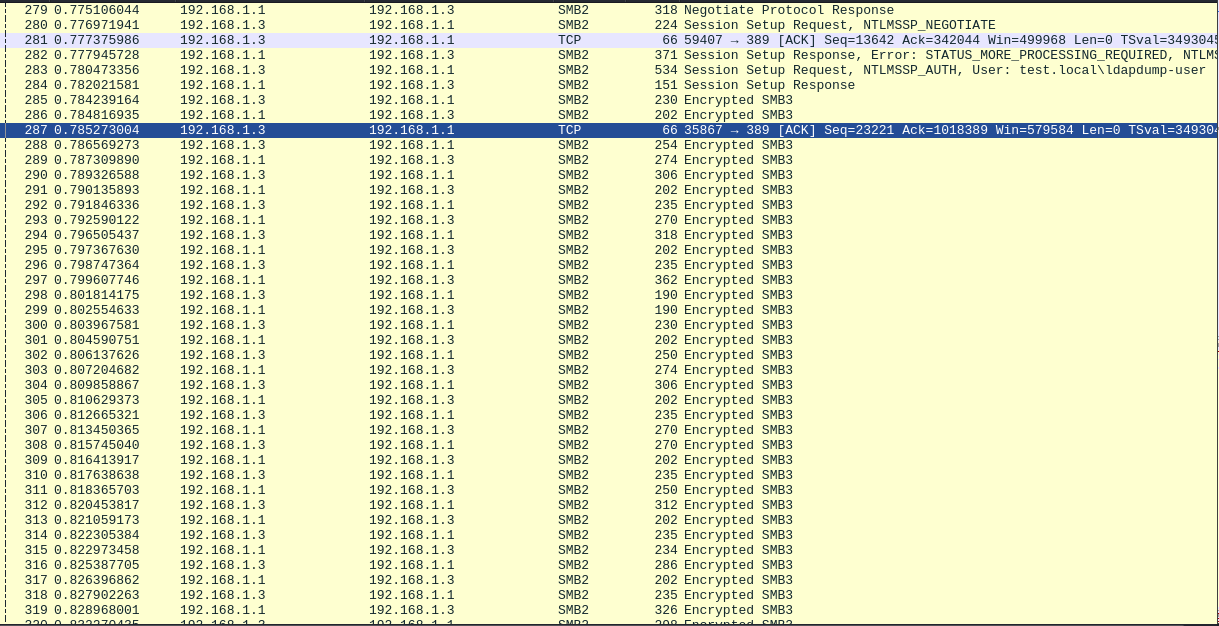 279 0.775106044 192.168.1.1 192.168.1.3 SMB2 318 Negotiate Protocol Response
280 0.776971941 192.168.1.3 192.168.1.1 SMB2 224 Session Setup Request, NTLMSSP_NEGOTIATE
281 0.777375986 192.168.1.3 192.168.1.1 TCP 66 59407 → 389 [ACK] Seq=13642 Ack=342044 Win=499968 Len=0 TSval=3493045
282 0.777945728 192.168.1.1 192.168.1.3 SMB2 371 Session Setup Response, Error: STATUS_MORE_PROCESSING_REQUIRED, NTLMS
283 0.780473356 192.168.1.3 192.168.1.1 SMB2 534 Session Setup Request, NTLMSSP_AUTH, User: test.local\ldapdump-user
284 0.782021581 192.168.1.1 192.168.1.3 SMB2 151 Session Setup Response
285 0.784239164 192.168.1.3 192.168.1.1 SMB2 230 Encrypted SMB3
286 0.784816935 192.168.1.1 192.168.1.3 SMB2 202 Encrypted SMB3
287 0.785273004 192.168.1.3 192.168.1.1 TCP 66 35867 → 389 [ACK] Seq=23221 Ack=1018389 Win=579584 Len=0 TSval=349304
288 0.786569273 192.168.1.3 192.168.1.1 SMB2 254 Encrypted SMB3
289 0.787309890 192.168.1.1 192.168.1.3 SMB2 274 Encrypted SMB3
290 0.789326588 192.168.1.3 192.168.1.1 SMB2 306 Encrypted SMB3
291 0.790135893 192.168.1.1 192.168.1.3 SMB2 202 Encrypted SMB3
292 0.791846336 192.168.1.3 192.168.1.1 SMB2 235 Encrypted SMB3
293 0.792590122 192.168.1.1 192.168.1.3 SMB2 270 Encrypted SMB3
294 0.796505437 192.168.1.3 192.168.1.1 SMB2 318 Encrypted SMB3
295 0.797367630 192.168.1.1 192.168.1.3 SMB2 202 Encrypted SMB3
296 0.798747364 192.168.1.3 192.168.1.1 SMB2 235 Encrypted SMB3
297 0.799607746 192.168.1.1 192.168.1.3 SMB2 362 Encrypted SMB3
298 0.801814175 192.168.1.3 192.168.1.1 SMB2 190 Encrypted SMB3
299 0.802554633 192.168.1.1 192.168.1.3 SMB2 190 Encrypted SMB3
300 0.803967581 192.168.1.3 192.168.1.1 SMB2 230 Encrypted SMB3
301 0.804590751 192.168.1.1 192.168.1.3 SMB2 202 Encrypted SMB3
302 0.806137626 192.168.1.3 192.168.1.1 SMB2 250 Encrypted SMB3
303 0.807204682 192.168.1.1 192.168.1.3 SMB2 274 Encrypted SMB3
304 0.809858867 192.168.1.3 192.168.1.1 SMB2 306 Encrypted SMB3
305 0.810629373 192.168.1.1 192.168.1.3 SMB2 202 Encrypted SMB3
306 0.812665321 192.168.1.3 192.168.1.1 SMB2 235 Encrypted SMB3
307 0.813450365 192.168.1.1 192.168.1.3 SMB2 270 Encrypted SMB3
308 0.815745040 192.168.1.3 192.168.1.1 SMB2 270 Encrypted SMB3
309 0.816413917 192.168.1.1 192.168.1.3 SMB2 202 Encrypted SMB3
310 0.817638638 192.168.1.3 192.168.1.1 SMB2 235 Encrypted SMB3
311 0.818365703 192.168.1.1 192.168.1.3 SMB2 250 Encrypted SMB3
312 0.820453817 192.168.1.3 192.168.1.1 SMB2 312 Encrypted SMB3
313 0.821059173 192.168.1.1 192.168.1.3 SMB2 202 Encrypted SMB3
314 0.822305384 192.168.1.3 192.168.1.1 SMB2 235 Encrypted SMB3
315 0.822973458 192.168.1.1 192.168.1.3 SMB2 234 Encrypted SMB3
316 0.825387705 192.168.1.3 192.168.1.1 SMB2 286 Encrypted SMB3
317 0.826396862 192.168.1.1 192.168.1.3 SMB2 202 Encrypted SMB3
318 0.827902263 192.168.1.3 192.168.1.1 SMB2 235 Encrypted SMB3
319 0.828968001 192.168.1.1 192.168.1.3 SMB2 326 Encrypted SMB3
192.168.1.3 192.168.1.1 SMB2 Encrypted SMB3